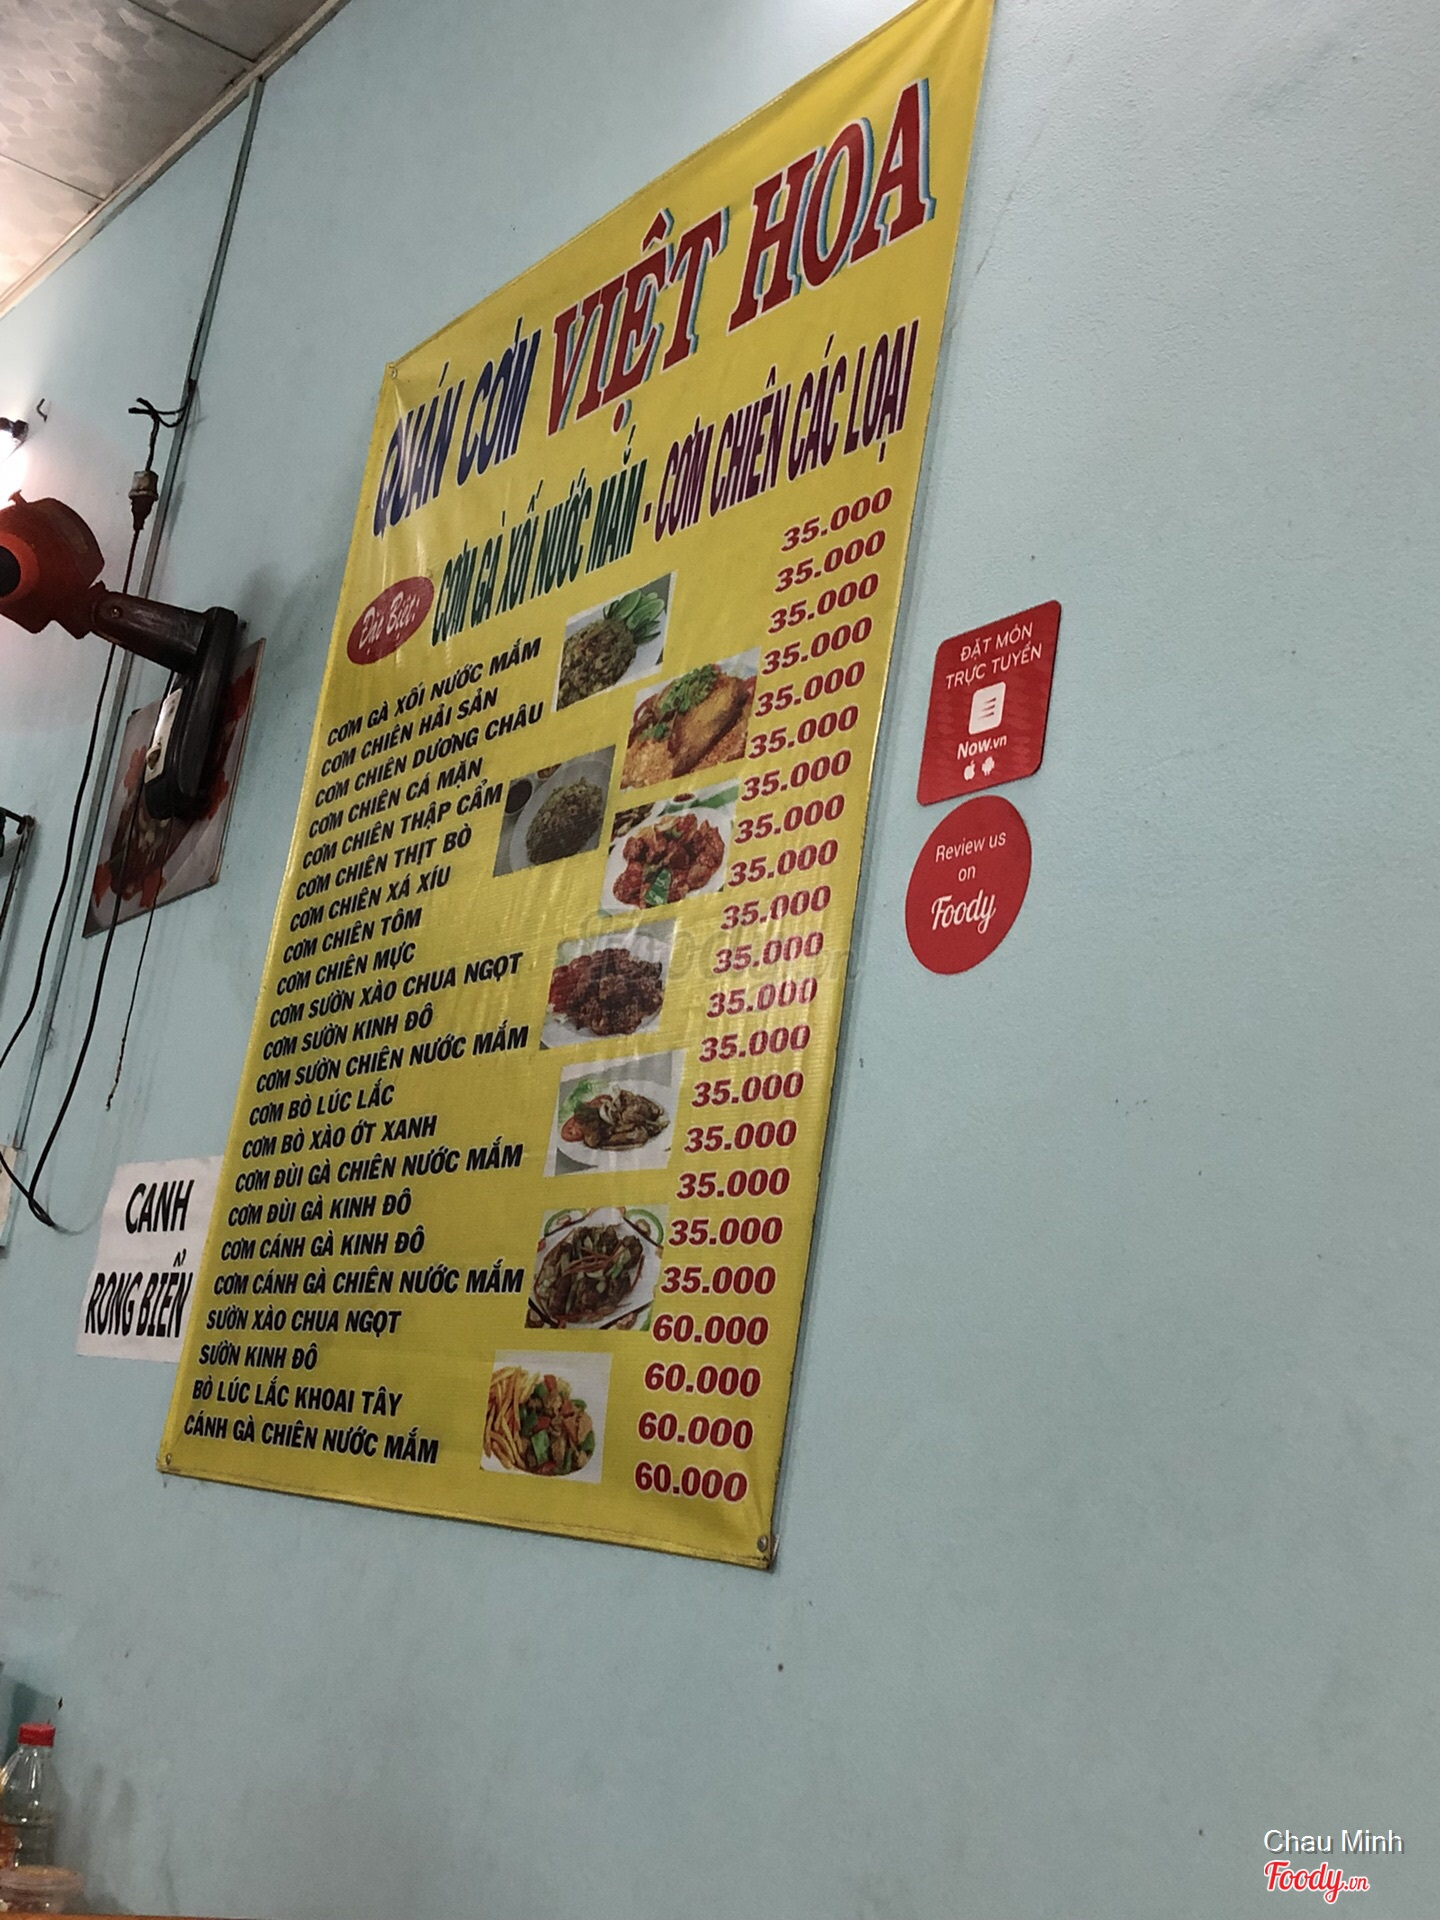 QUÁN CƠM VIỆT HOA
Đặc Biệt: CƠM GÀ XỐI NƯỚC MẮM - CƠM CHIÊN CÁC LOẠI
CƠM GÀ XỐI NƯỚC MẮM 35.000
CƠM CHIÊN HẢI SẢN 35.000
CƠM CHIÊN DƯƠNG CHÂU 35.000
CƠM CHIÊN CÁ MẶN 35.000
CƠM CHIÊN THẬP CẨM 35.000
CƠM CHIÊN THỊT BÒ 35.000
CƠM CHIÊN XÁ XÍU 35.000
CƠM CHIÊN TÔM 35.000
CƠM CHIÊN MỰC 35.000
CƠM SƯỜN XÀO CHUA NGỌT 35.000
CƠM SƯỜN KINH ĐÔ 35.000
CƠM SƯỜN CHIÊN NƯỚC MẮM 35.000
CƠM BÒ LÚC LẮC 35.000
CƠM BÒ XÀO ỚT XANH 35.000
CƠM ĐÙI GÀ CHIÊN NƯỚC MẮM 35.000
CƠM ĐÙI GÀ KINH ĐÔ 35.000
CƠM CÁNH GÀ KINH ĐÔ 35.000
CƠM CÁNH GÀ CHIÊN NƯỚC MẮM 35.000
SƯỜN XÀO CHUA NGỌT 60.000
SƯỜN KINH ĐÔ 60.000
BÒ LÚC LẮC KHOAI TÂY 60.000
CÁNH GÀ CHIÊN NƯỚC MẮM 60.000
CANH
RONG BIỂN
ĐẶT MÓN
TRỰC TUYẾN
Now.vn
Review us
on
Foody
Chau Minh
Foody.vn